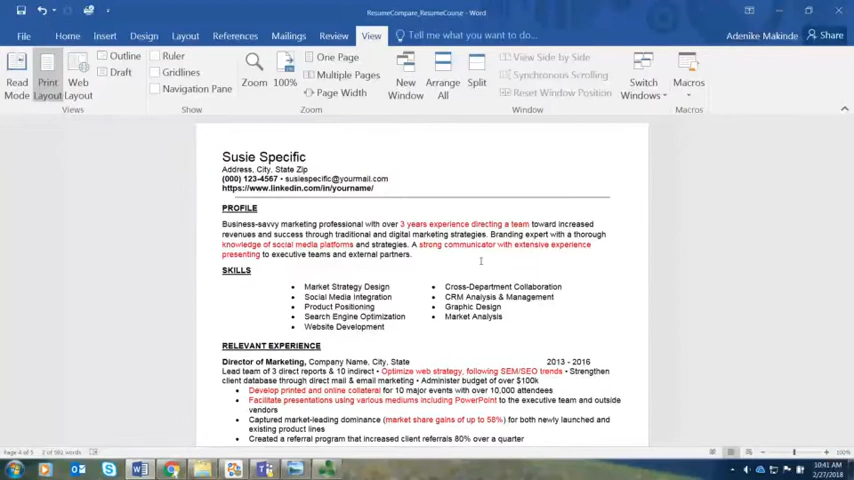 ResumeCompare_ResumeCourse - Word
Adenike Makinde
Share
File Home Insert Design Layout References Mailings Review View Tell me what you want to do...
Read Mode
Print Layout
Web Layout
Outline
Draft
Views
Ruler
Gridlines
Navigation Pane
Show
Zoom
100%
One Page
Multiple Pages
Page Width
Zoom
New Window
Arrange All
Split
View Side by Side
Synchronous Scrolling
Reset Window Position
Window
Switch Windows
Macros
Macros
Susie Specific
Address, City, State Zip
(000) 123-4567 • susiespecific@yourmail.com
https://www.linkedin.com/in/yourname/
PROFILE
Business-savvy marketing professional with over 3 years experience directing a team toward increased
revenues and success through traditional and digital marketing strategies. Branding expert with a thorough
knowledge of social media platforms and strategies. A strong communicator with extensive experience
presenting to executive teams and external partners.
SKILLS
• Market Strategy Design
• Social Media Integration
• Product Positioning
• Search Engine Optimization
• Website Development
• Cross-Department Collaboration
• CRM Analysis & Management
• Graphic Design
• Market Analysis
RELEVANT EXPERIENCE
Director of Marketing, Company Name, City, State 2013 - 2016
Lead team of 3 direct reports & 10 indirect • Optimize web strategy, following SEM/SEO trends • Strengthen
client database through direct mail & email marketing • Administer budget of over $100k
• Develop printed and online collateral for 10 major events with over 10,000 attendees
• Facilitate presentations using various mediums including PowerPoint to the executive team and outside
vendors
• Captured market-leading dominance (market share gains of up to 58%) for both newly launched and
existing product lines
• Created a referral program that increased client referrals 80% over a quarter
Page 4 of 5 2 of 592 words
100%
10:41 AM
2/27/2018